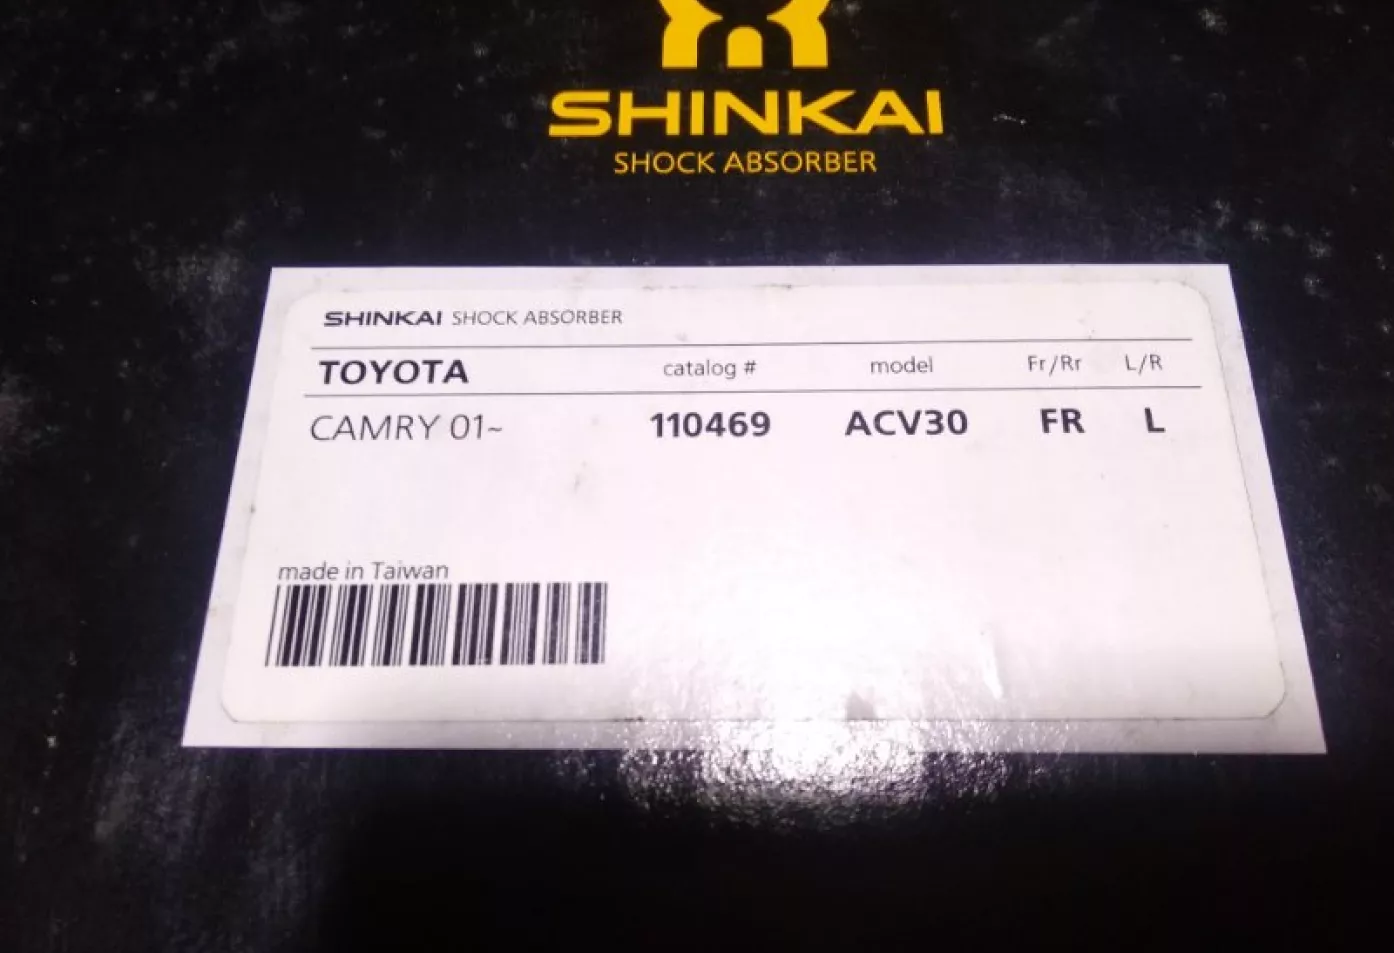 SHINKAI
SHOCK ABSORBER
SHINKAI SHOCK ABSORBER
TOYOTA catalog # model Fr/Rr L/R
CAMRY 01~ 110469 ACV30 FR L
made in Taiwan